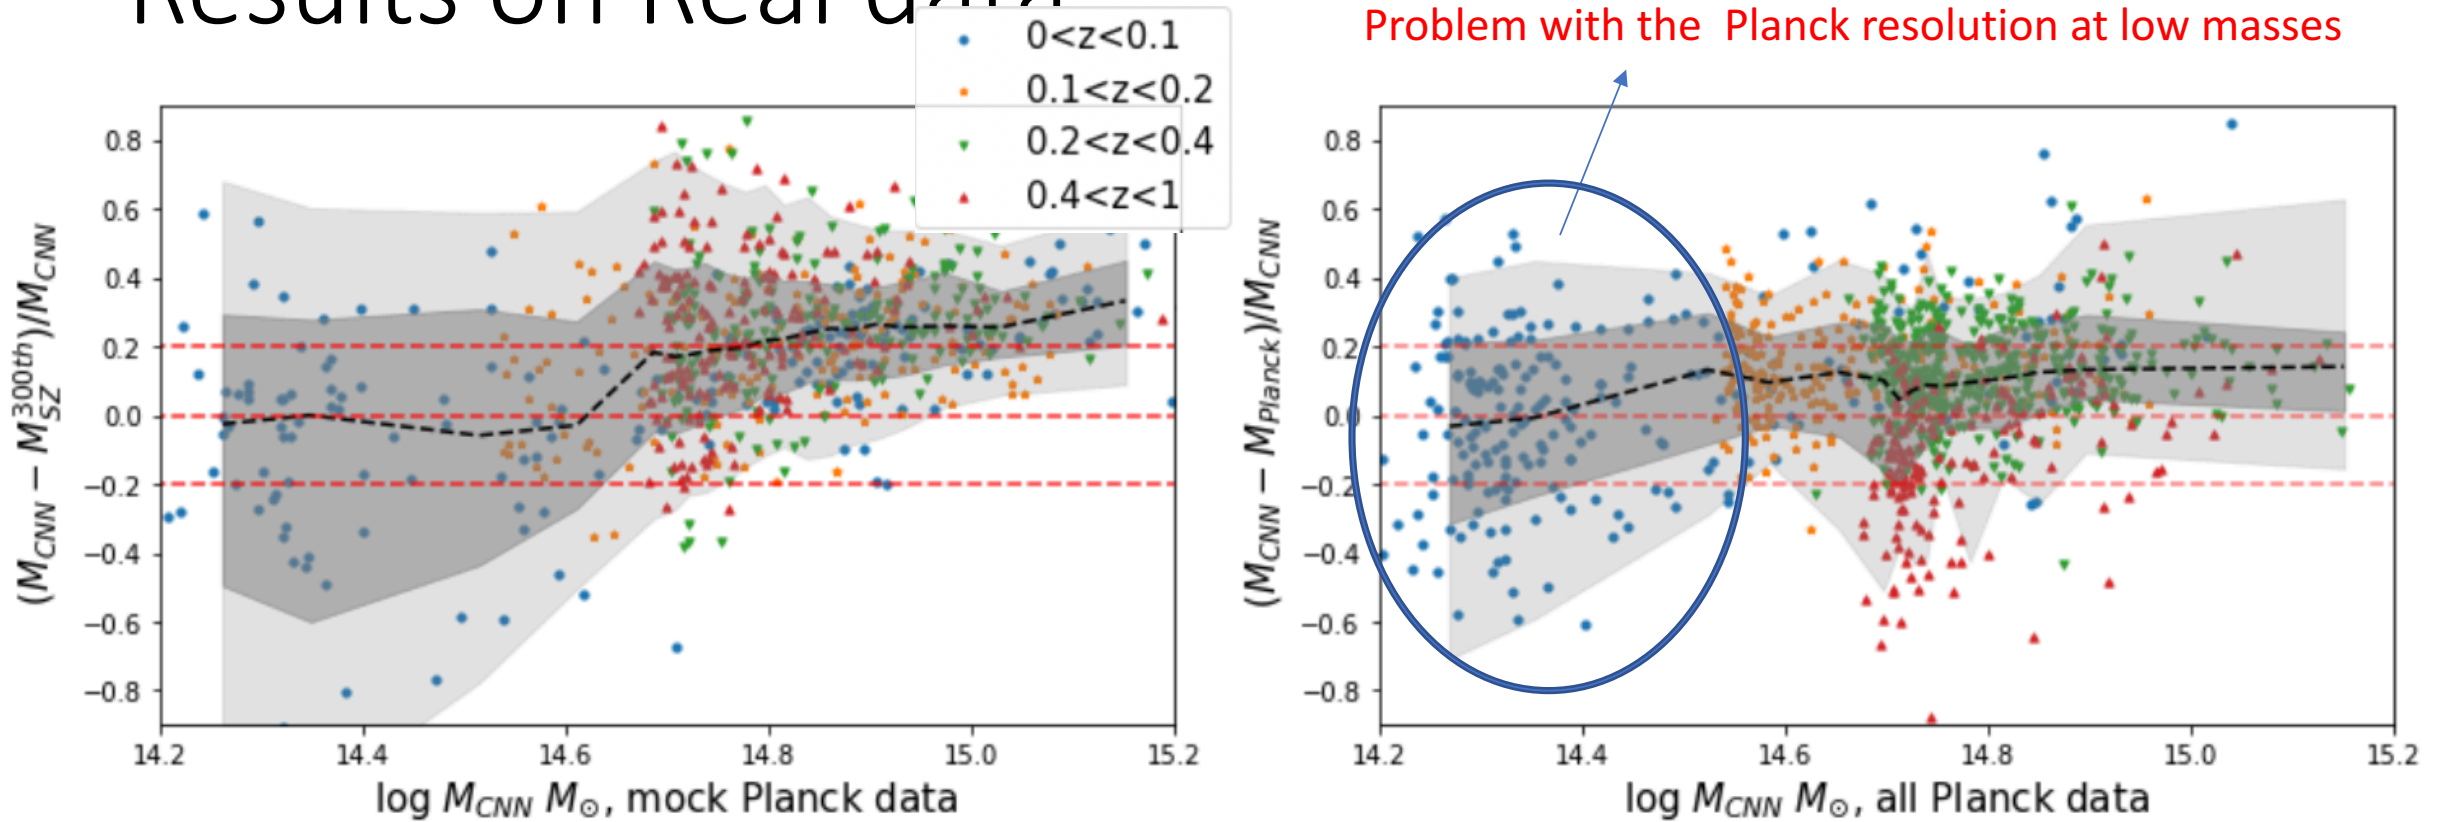 Results on Real data
Problem with the  Planck resolution at low masses
0<z<0.1
0.1<z<0.2
0.2<z<0.4
0.4<z<1
0.8
0.6
0.4
0.2
0.0
−0.2
−0.4
−0.6
−0.8
(M_CNN − M_SZ^300th)/M_CNN
14.2 14.4 14.6 14.8 15.0 15.2
log M_CNN M_⊙, mock Planck data
0.8
0.6
0.4
0.2
0.0
−0.2
−0.4
−0.6
−0.8
(M_CNN − M_Planck)/M_CNN
14.2 14.4 14.6 14.8 15.0 15.2
log M_CNN M_⊙, all Planck data